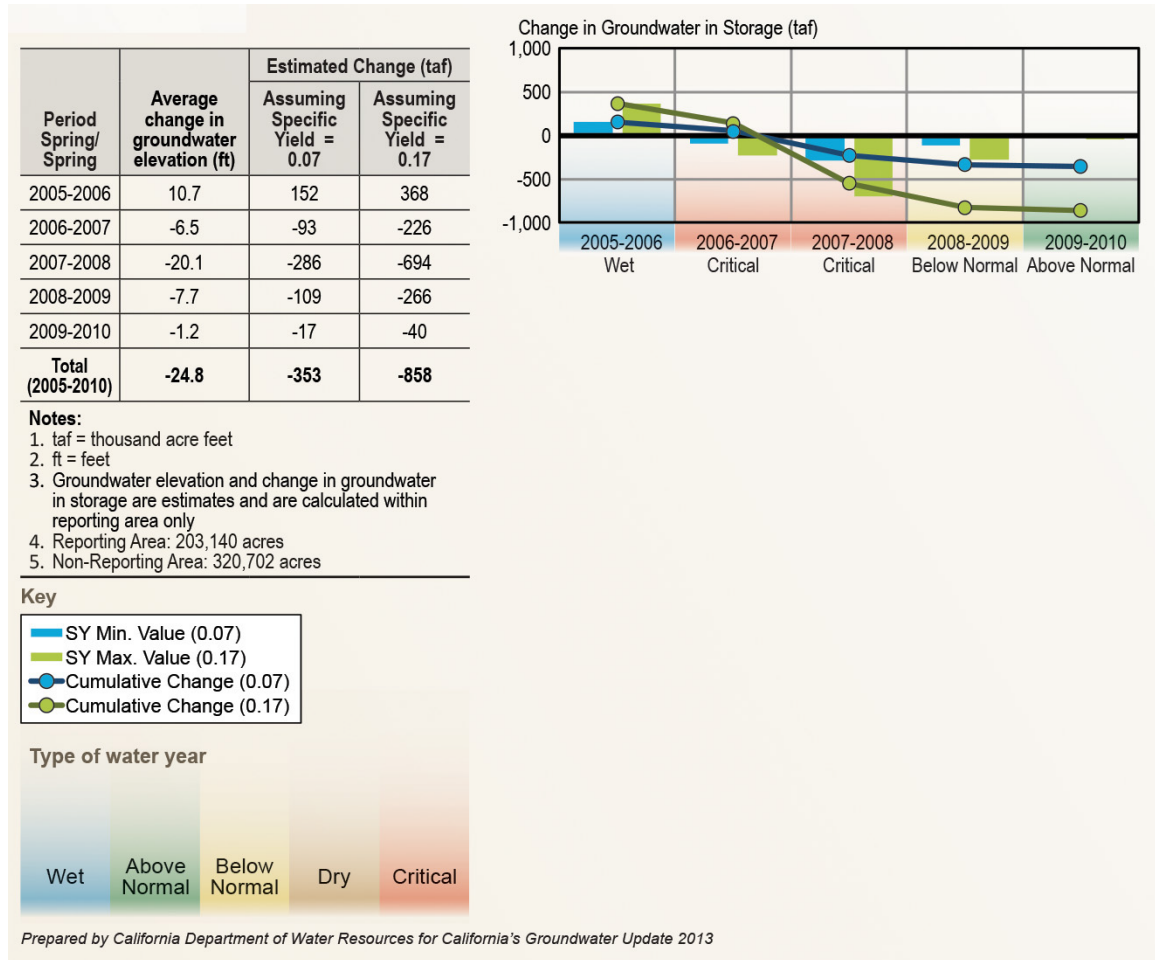 Period Spring/ Spring
Average change in groundwater elevation (ft)
Estimated Change (taf)
Assuming Specific Yield = 0.07
Assuming Specific Yield = 0.17
2005-2006 10.7 152 368
2006-2007 -6.5 -93 -226
2007-2008 -20.1 -286 -694
2008-2009 -7.7 -109 -266
2009-2010 -1.2 -17 -40
Total (2005-2010) -24.8 -353 -858
Notes:
1. taf = thousand acre feet
2. ft = feet
3. Groundwater elevation and change in groundwater
in storage are estimates and are calculated within
reporting area only
4. Reporting Area: 203,140 acres
5. Non-Reporting Area: 320,702 acres
Key
SY Min. Value (0.07)
SY Max. Value (0.17)
Cumulative Change (0.07)
Cumulative Change (0.17)
Type of water year
Wet
Above Normal
Below Normal
Dry
Critical
Change in Groundwater in Storage (taf)
1,000
500
0
-500
-1,000
2005-2006 2006-2007 2007-2008 2008-2009 2009-2010
Wet Critical Critical Below Normal Above Normal
Prepared by California Department of Water Resources for California's Groundwater Update 2013